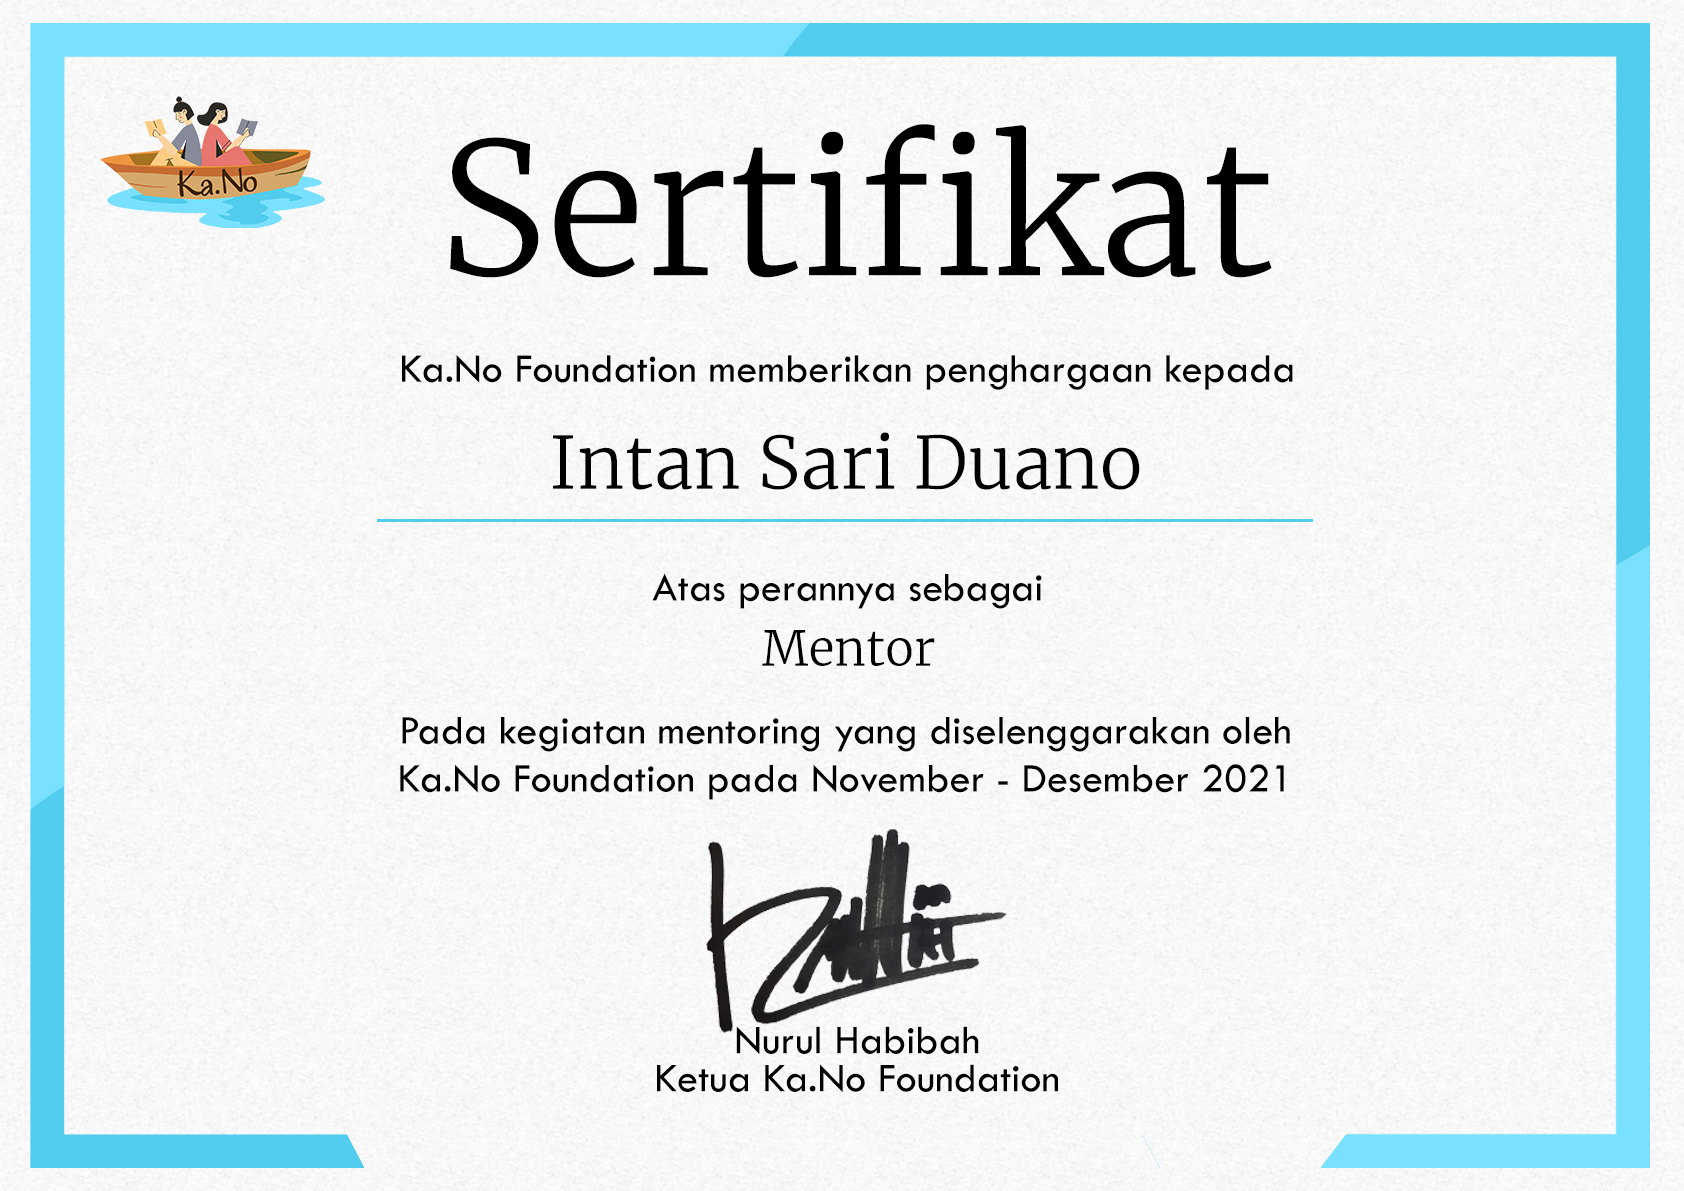 Ka.No
Sertifikat
Ka.No Foundation memberikan penghargaan kepada
Intan Sari Duano
Atas perannya sebagai
Mentor
Pada kegiatan mentoring yang diselenggarakan oleh
Ka.No Foundation pada November - Desember 2021
Nurul Habibah
Ketua Ka.No Foundation